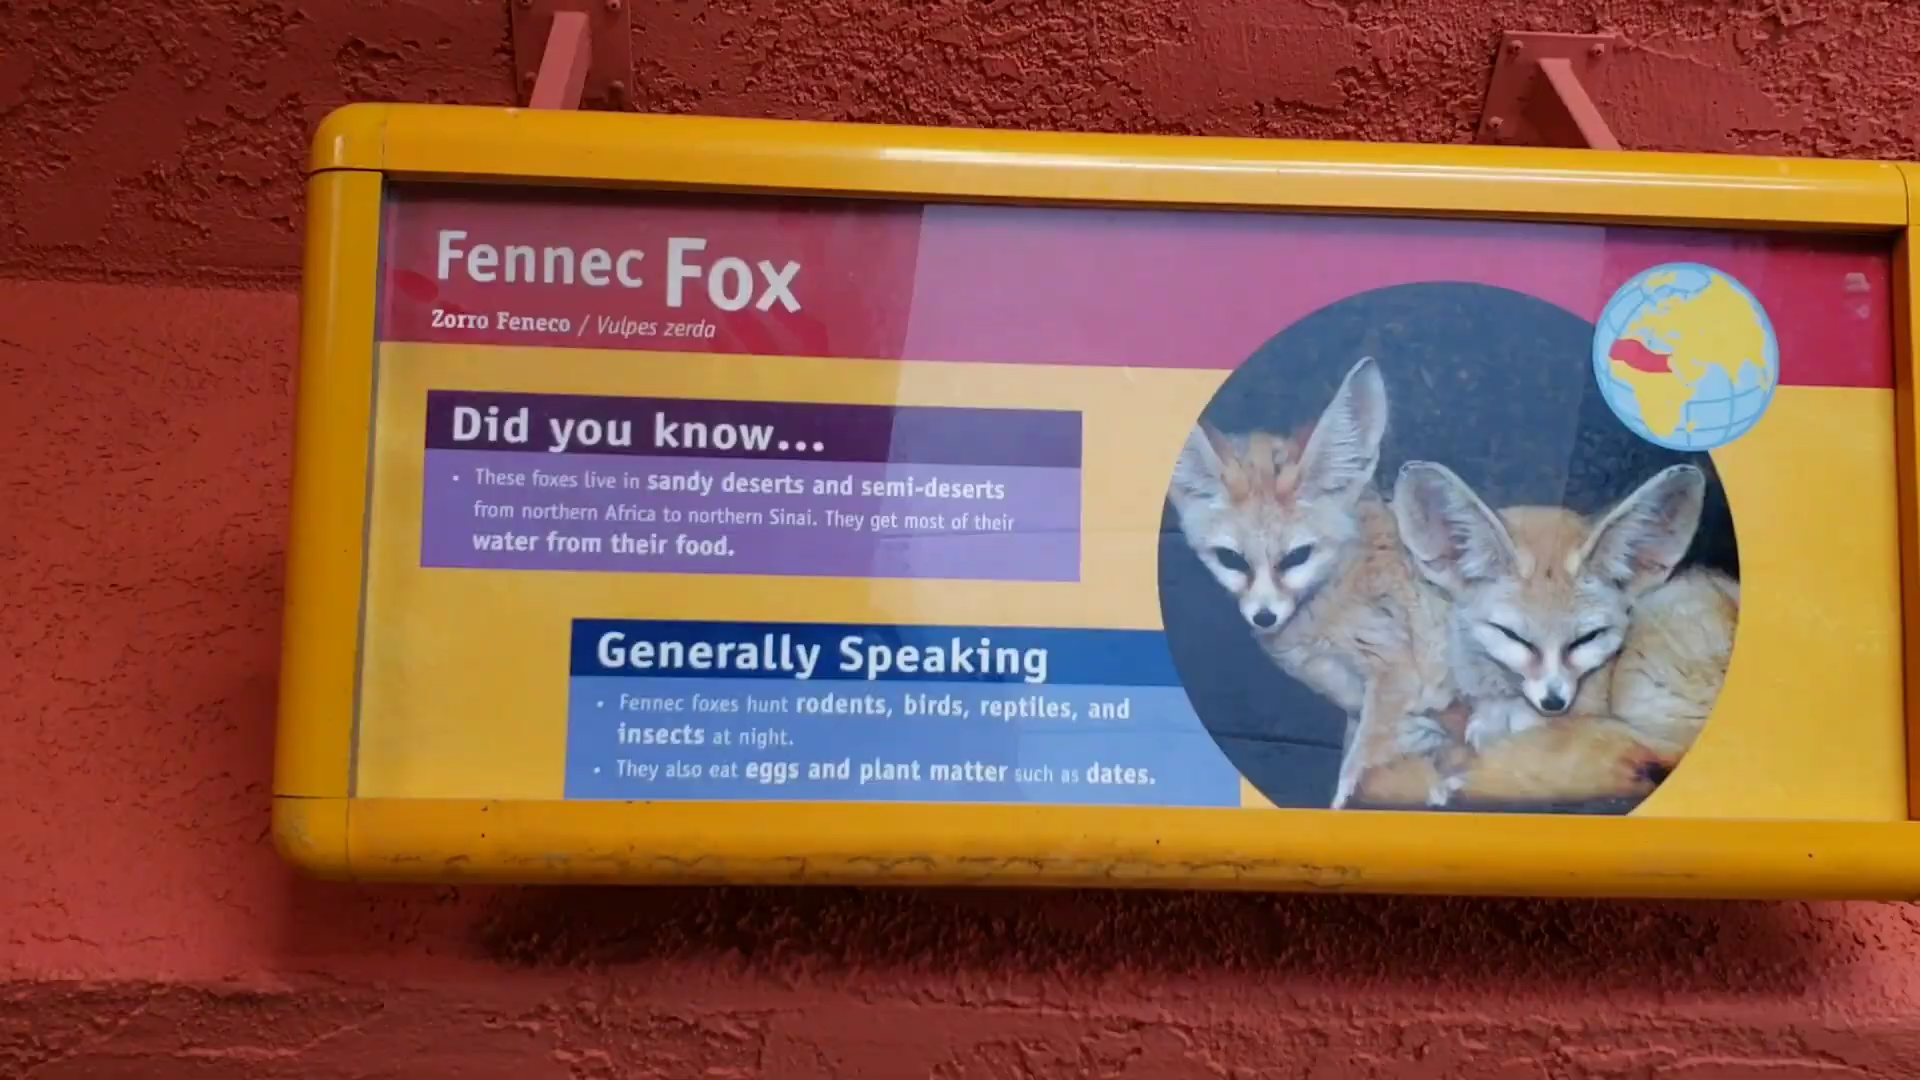 Fennec Fox
Zorro Feneco / Vulpes zerda
Did you know...
• These foxes live in sandy deserts and semi-deserts
from northern Africa to northern Sinai. They get most of their
water from their food.
Generally Speaking
• Fennec foxes hunt rodents, birds, reptiles, and
insects at night.
• They also eat eggs and plant matter such as dates.